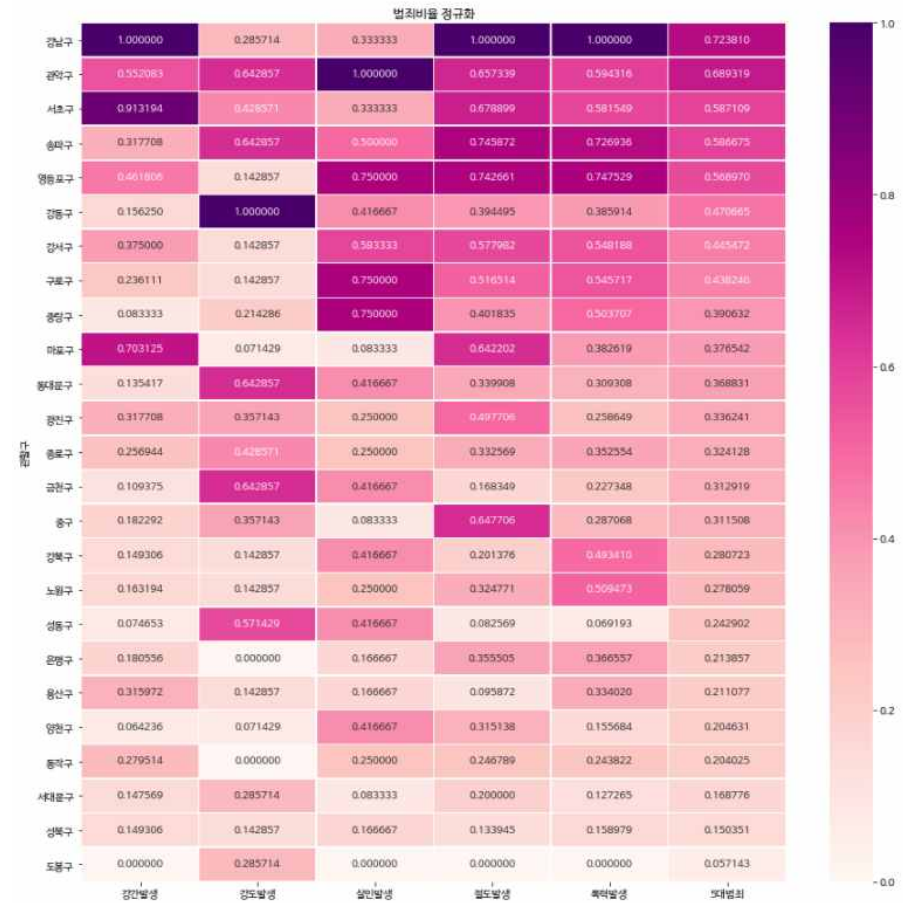 범죄비율 정규화
강남구 1.000000 0.285714 0.333333 1.000000 1.000000 0.723810
관악구 0.552083 0.642857 1.000000 0.657339 0.594316 0.689319
서초구 0.913194 0.428571 0.333333 0.678899 0.581549 0.587109
송파구 0.317708 0.642857 0.500000 0.745872 0.726936 0.586675
영등포구 0.461806 0.142857 0.750000 0.742661 0.747529 0.568970
강동구 0.156250 1.000000 0.416667 0.394495 0.385914 0.470665
강서구 0.375000 0.142857 0.583333 0.577982 0.548188 0.445472
구로구 0.236111 0.142857 0.750000 0.516514 0.545717 0.438240
중랑구 0.083333 0.214286 0.750000 0.401835 0.503707 0.390632
마포구 0.703125 0.071429 0.083333 0.642202 0.382619 0.376542
동대문구 0.135417 0.642857 0.416667 0.339908 0.309308 0.368831
광진구 0.317708 0.357143 0.250000 0.497706 0.258649 0.336241
종로구 0.256944 0.428571 0.250000 0.332569 0.352554 0.324128
금천구 0.109375 0.642857 0.416667 0.168349 0.227348 0.312919
중구 0.182292 0.357143 0.083333 0.647706 0.287068 0.311508
강북구 0.149306 0.142857 0.416667 0.201376 0.493410 0.280723
노원구 0.163194 0.142857 0.250000 0.324771 0.509473 0.278059
성동구 0.074653 0.571429 0.416667 0.082569 0.069193 0.242902
은평구 0.180556 0.000000 0.166667 0.355505 0.366557 0.213857
용산구 0.315972 0.142857 0.166667 0.095872 0.334020 0.211077
양천구 0.064236 0.071429 0.416667 0.315138 0.155684 0.204631
동작구 0.279514 0.000000 0.250000 0.246789 0.243822 0.204025
서대문구 0.147569 0.285714 0.083333 0.200000 0.127265 0.168776
성북구 0.149306 0.142857 0.166667 0.133945 0.158979 0.150351
도봉구 0.000000 0.285714 0.000000 0.000000 0.000000 0.057143
강간발생 강도발생 살인발생 절도발생 폭력발생 5대범죄
1.0
0.8
0.6
0.4
0.2
0.0